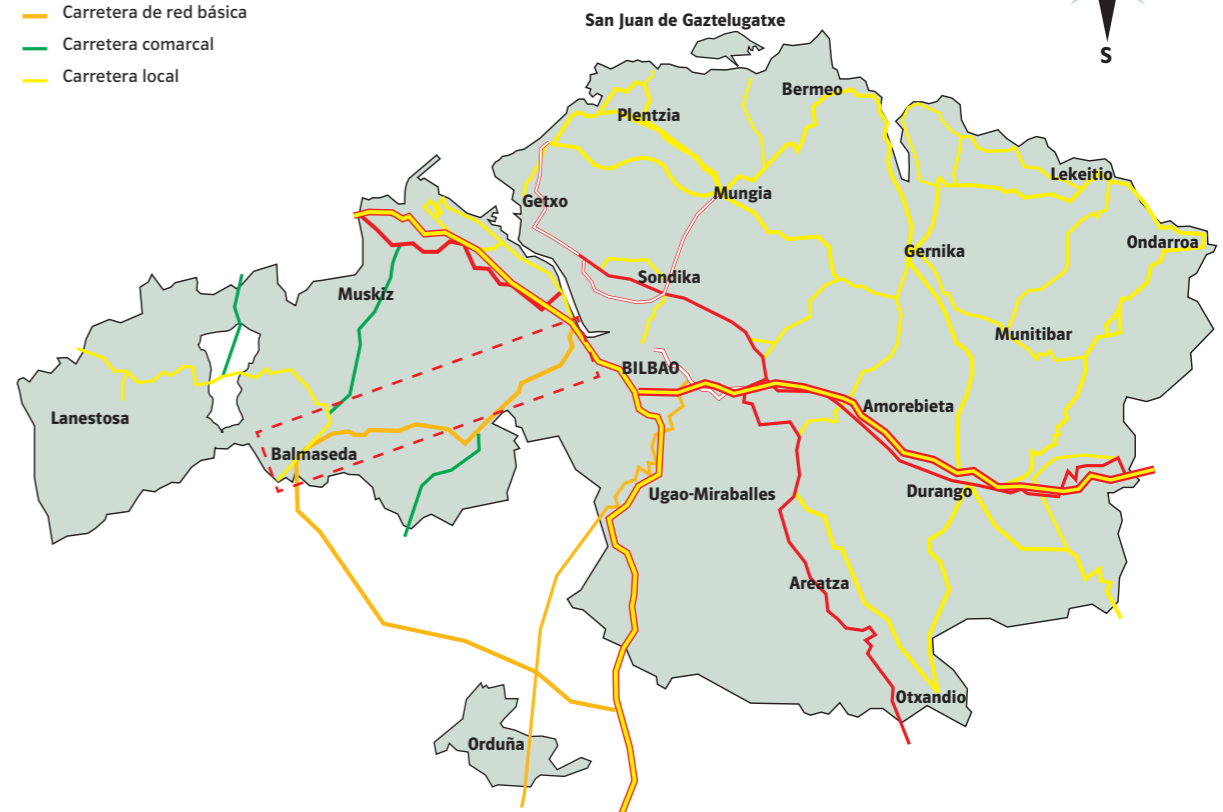 Carretera de red básica
Carretera comarcal
Carretera local
San Juan de Gaztelugatxe
S
Bermeo
Plentzia
Lekeitio
Mungia
Getxo
Ondarroa
Gernika
Sondika
Muskiz
Munitibar
BILBAO
Amorebieta
Lanestosa
Balmaseda
Ugao-Miraballes
Durango
Areatza
Otxandio
Orduña